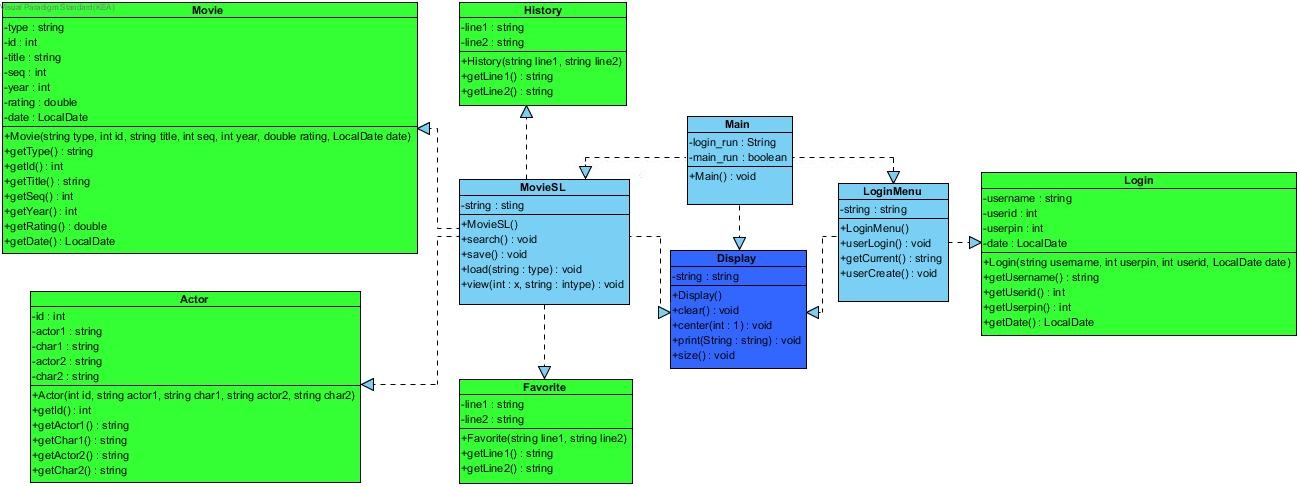 Visual Paradigm Standard(KEA)
Movie
-type : string
-id : int
-title : string
-seq : int
-year : int
-rating : double
-date : LocalDate
+Movie(string type, int id, string title, int seq, int year, double rating, LocalDate date)
+getType() : string
+getId() : int
+getTitle() : string
+getSeq() : int
+getYear() : int
+getRating() : double
+getDate() : LocalDate
History
-line1 : string
-line2 : string
+History(string line1, string line2)
+getLine1() : string
+getLine2() : string
Main
-login_run : String
-main_run : boolean
+Main() : void
MovieSL
-string : sting
+MovieSL()
+search() : void
+save() : void
+load(string : type) : void
+view(int : x, string : intype) : void
LoginMenu
-string : string
+LoginMenu()
+userLogin() : void
+getCurrent() : string
+userCreate() : void
Login
-username : string
-userid : int
-userpin : int
-date : LocalDate
+Login(string username, int userpin, int userid, LocalDate date)
+getUsername() : string
+getUserid() : int
+getUserpin() : int
+getDate() : LocalDate
Display
-string : string
+Display()
+clear() : void
+center(int : 1) : void
+print(String : string) : void
+size() : void
Actor
-id : int
-actor1 : string
-char1 : string
-actor2 : string
-char2 : string
+Actor(int id, string actor1, string char1, string actor2, string char2)
+getId() : int
+getActor1() : string
+getChar1() : string
+getActor2() : string
+getChar2() : string
Favorite
-line1 : string
-line2 : string
+Favorite(string line1, string line2)
+getLine1() : string
+getLine2() : string